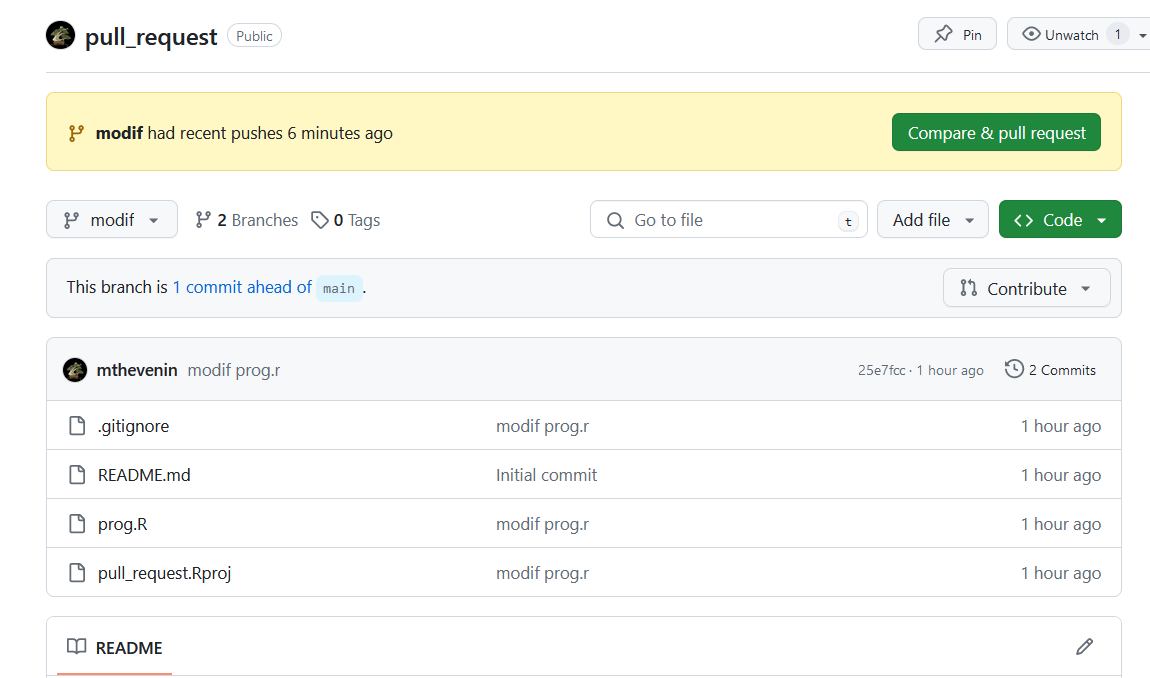 pull_request Public Pin Unwatch 1
modif had recent pushes 6 minutes ago Compare & pull request
modif 2 Branches 0 Tags Go to file t Add file Code
This branch is 1 commit ahead of main . Contribute
mthevenin modif prog.r 25e7fcc · 1 hour ago 2 Commits
.gitignore modif prog.r 1 hour ago
README.md Initial commit 1 hour ago
prog.R modif prog.r 1 hour ago
pull_request.Rproj modif prog.r 1 hour ago
README